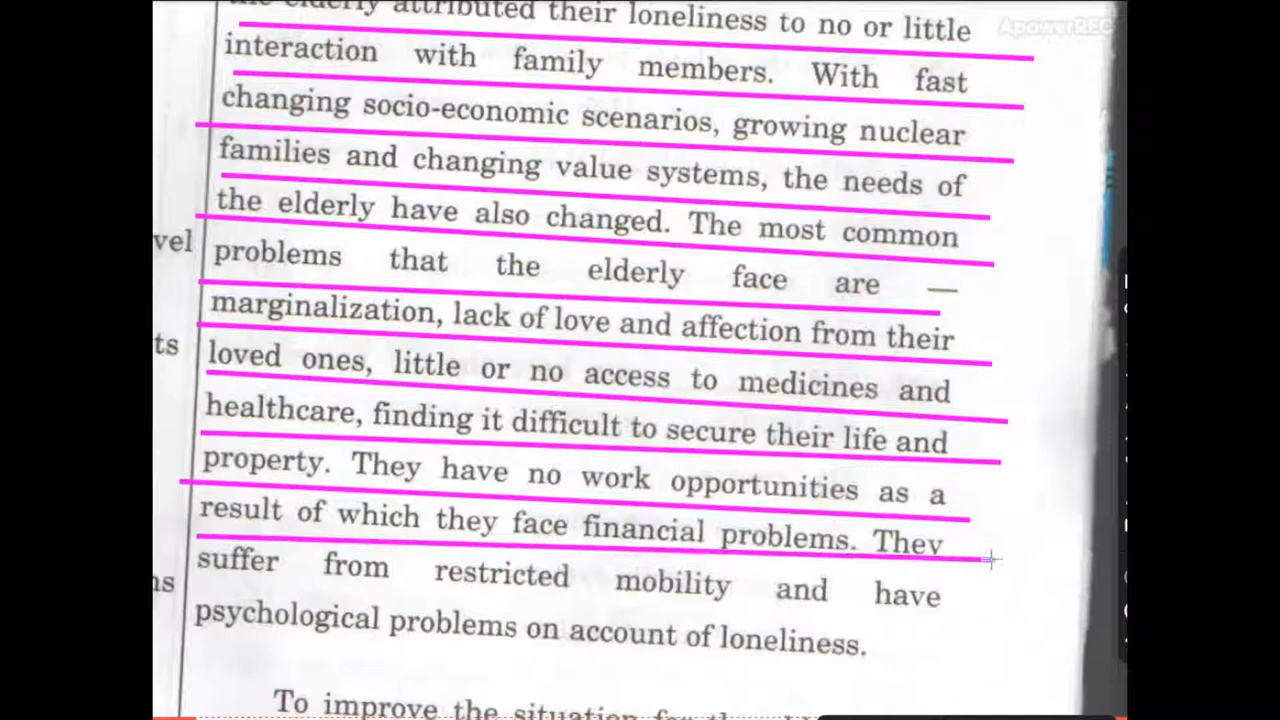 the elderly attributed their loneliness to no or little
interaction with family members. With fast
changing socio-economic scenarios, growing nuclear
families and changing value systems, the needs of
the elderly have also changed. The most common
problems that the elderly face are —
marginalization, lack of love and affection from their
loved ones, little or no access to medicines and
healthcare, finding it difficult to secure their life and
property. They have no work opportunities as a
result of which they face financial problems. They
suffer from restricted mobility and have
psychological problems on account of loneliness.
To improve the situation for
vel
ts
ns
ApowerREC